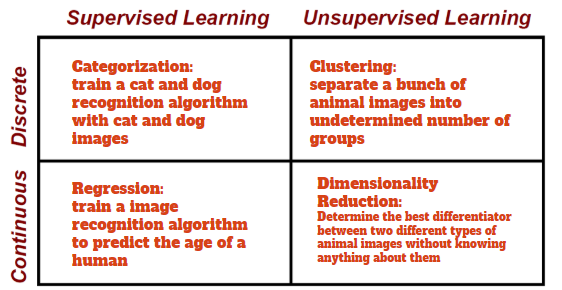 Supervised Learning
Unsupervised Learning
Discrete
Categorization:
train a cat and dog
recognition algorithm
with cat and dog
images
Clustering:
separate a bunch of
animal images into
undetermined number of
groups
Continuous
Regression:
train a image
recognition algorithm
to predict the age of a
human
Dimensionality
Reduction:
Determine the best differentiator
between two different types of
animal images without knowing
anything about them